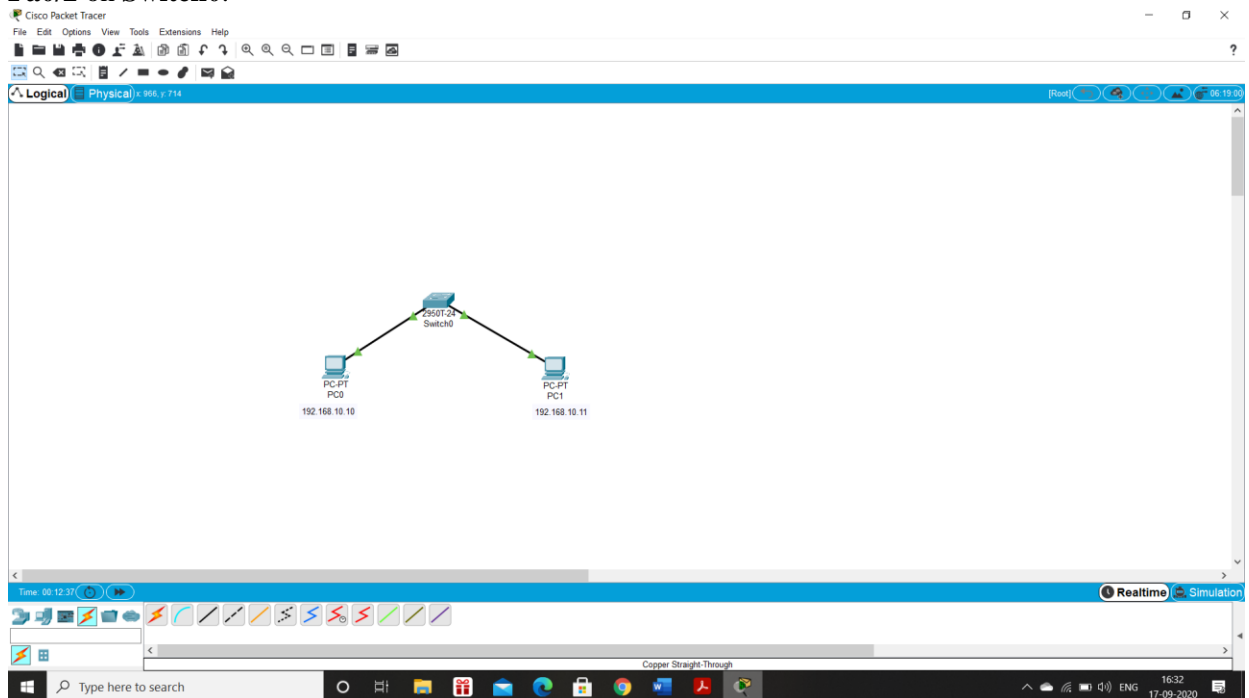 Cisco Packet Tracer
File Edit Options View Tools Extensions Help
?
Logical Physical x: 966, y: 714 [Root] 06:19:00
2950T-24
Switch0
PC-PT PC-PT
PC0 PC1
192.168.10.10 192.168.10.11
Time: 00:12:37 Realtime Simulation
Copper Straight-Through
Type here to search ENG 16:32
17-09-2020